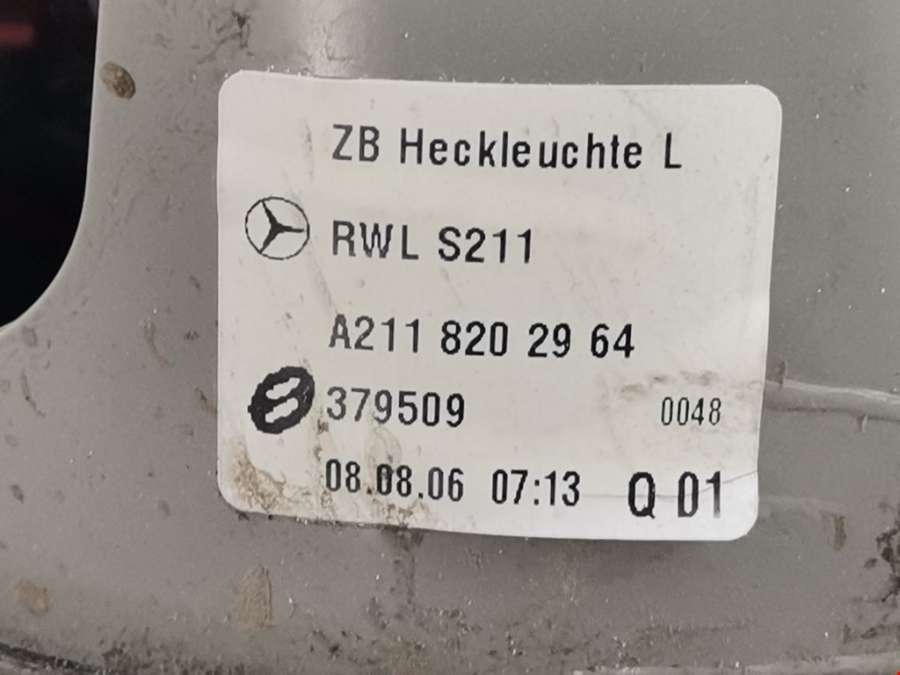 ZB Heckleuchte L
RWL S211
A211 820 29 64
379509 0048
08.08.06 07:13 Q 01